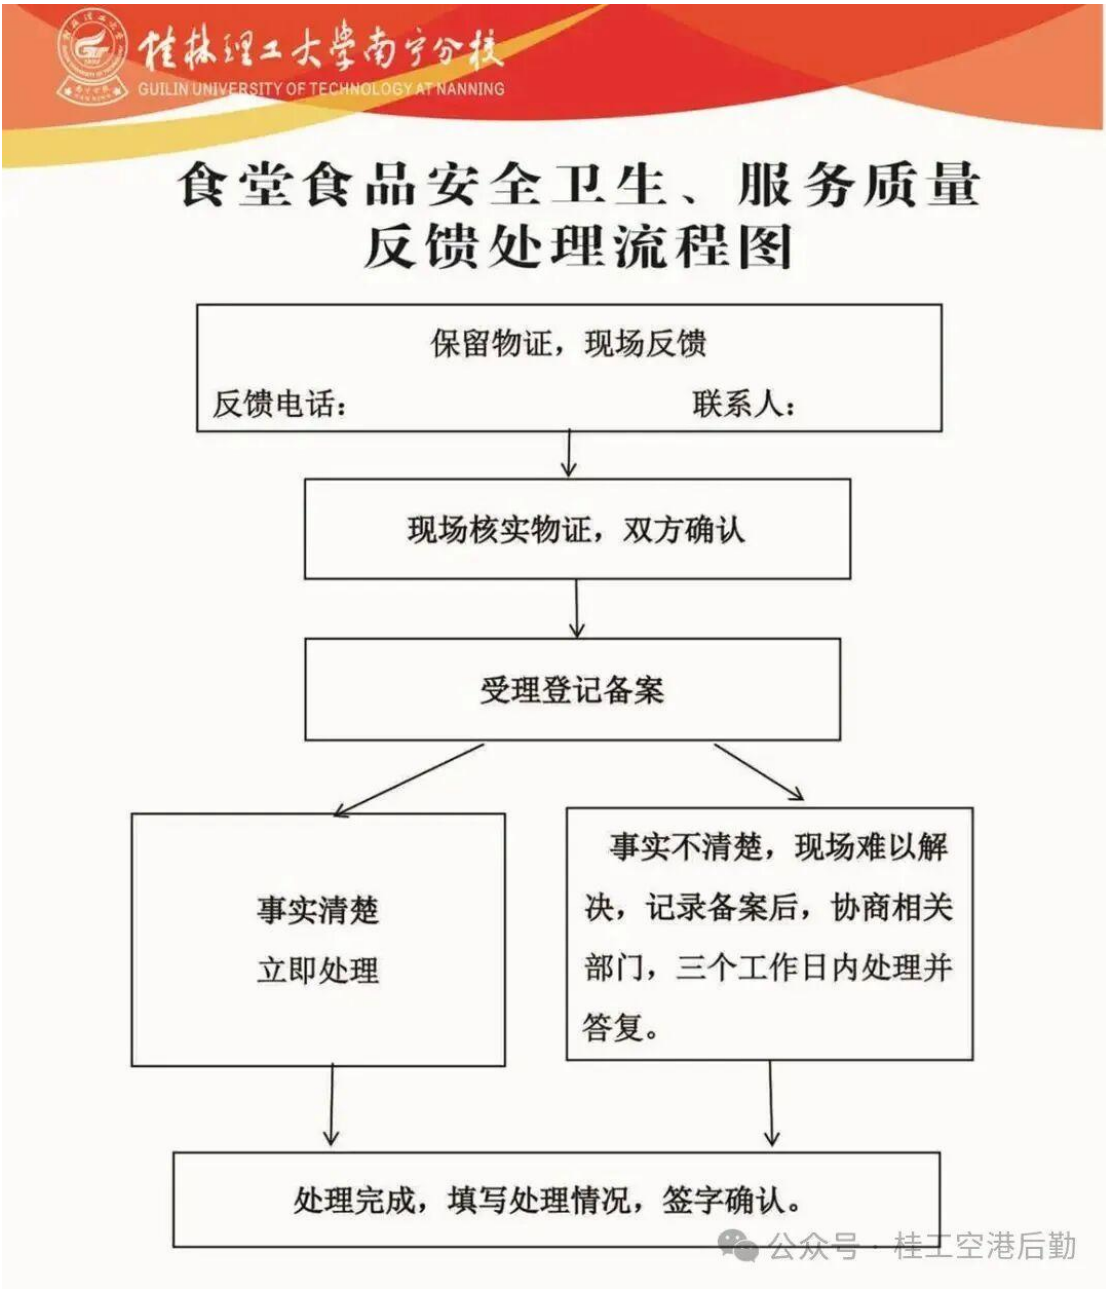 桂林理工大学南宁分校
GUILIN UNIVERSITY OF TECHNOLOGY AT NANNING
食堂食品安全卫生、服务质量
反馈处理流程图
保留物证，现场反馈
反馈电话：
联系人：
现场核实物证，双方确认
受理登记备案
事实清楚
立即处理
事实不清楚，现场难以解
决，记录备案后，协商相关
部门，三个工作日内处理并
答复。
处理完成，填写处理情况，签字确认。
公众号 · 桂工空港后勤